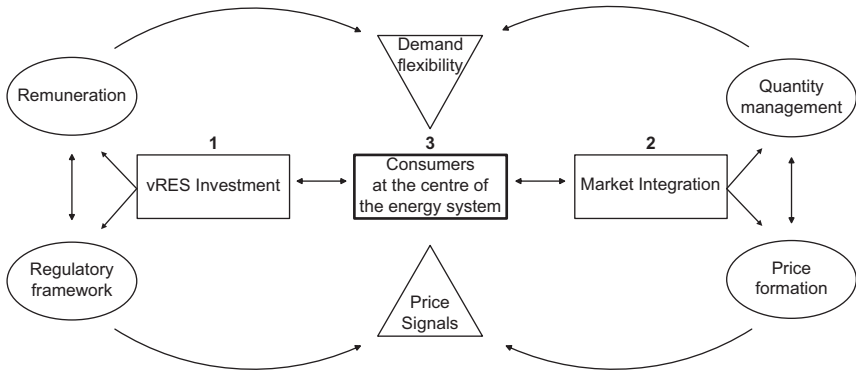 Demand
flexibility
Remuneration
Quantity
management
1
3
2
vRES Investment
Consumers
at the centre of
the energy system
Market Integration
Regulatory
framework
Price
Signals
Price
formation